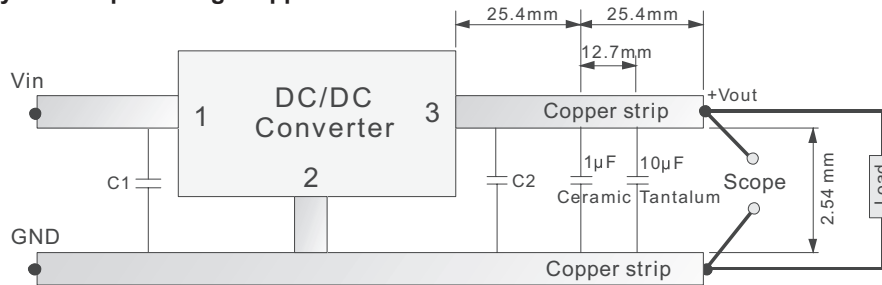 25.4mm 25.4mm
12.7mm
Vin
DC/DC
Converter
1 3 2
Copper strip
+Vout
C1
C2
1µF 10µF
Ceramic Tantalum
Scope
2.54 mm
Load
GND
Copper strip